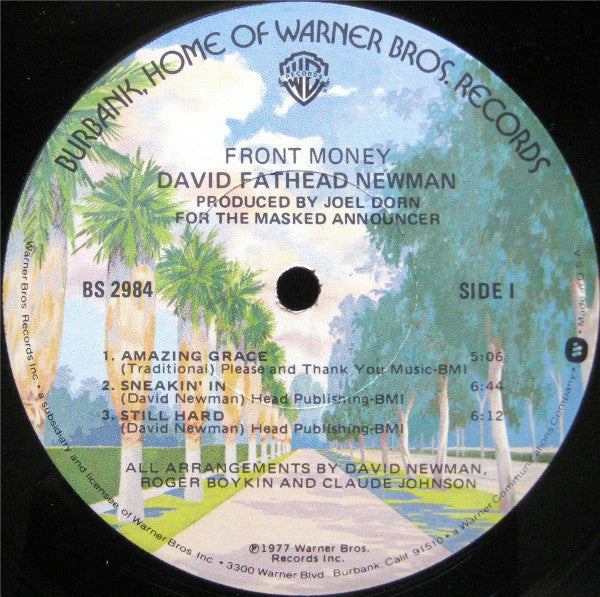 BURBANK, HOME OF WARNER BROS. RECORDS
RECORDS
FRONT MONEY
DAVID FATHEAD NEWMAN
PRODUCED BY JOEL DORN
FOR THE MASKED ANNOUNCER
BS 2984
SIDE I
1. AMAZING GRACE 5:06
(Traditional) Please and Thank You Music-BMI
2. SNEAKIN' IN 6:44
(David Newman) Head Publishing-BMI
3. STILL HARD 6:12
(David Newman) Head Publishing-BMI
ALL ARRANGEMENTS BY DAVID NEWMAN,
ROGER BOYKIN AND CLAUDE JOHNSON
℗1977 Warner Bros.
Records Inc.
Warner Bros. Records Inc., a subsidiary and licensee of Warner Bros. Inc. • 3300 Warner Blvd., Burbank, Calif. 91510 • a Warner Communications Company. • Made in U.S.A.